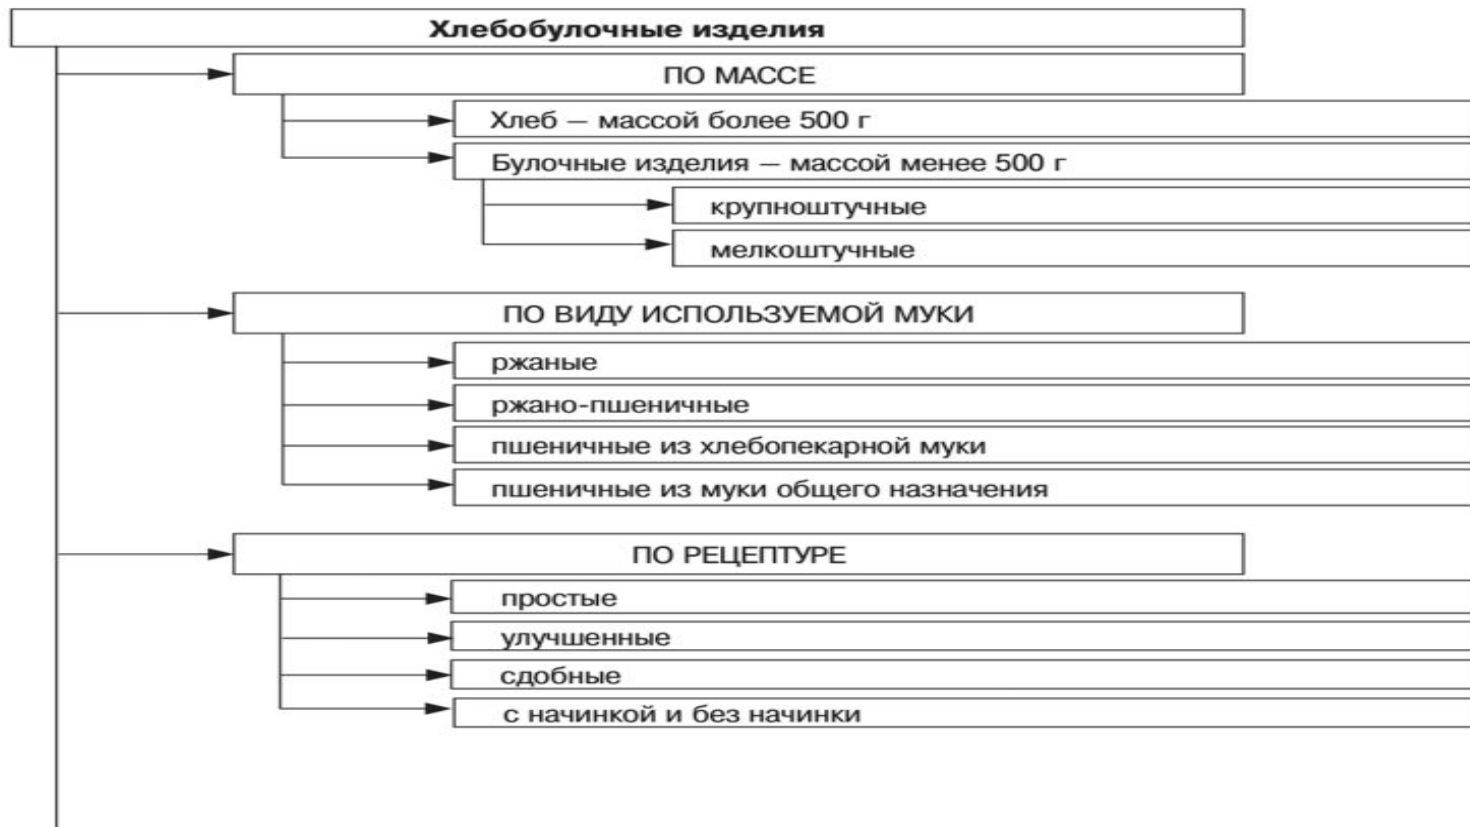 Хлебобулочные изделия
ПО МАССЕ
Хлеб – массой более 500 г
Булочные изделия – массой менее 500 г
крупноштучные
мелкоштучные
ПО ВИДУ ИСПОЛЬЗУЕМОЙ МУКИ
ржаные
ржано-пшеничные
пшеничные из хлебопекарной муки
пшеничные из муки общего назначения
ПО РЕЦЕПТУРЕ
простые
улучшенные
сдобные
с начинкой и без начинки